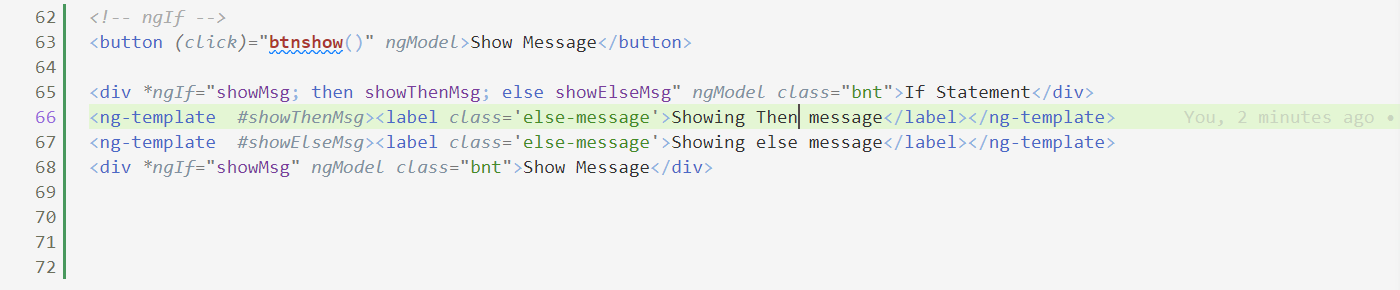 62 <!-- ngIf -->
63 <button (click)="btnshow()" ngModel>Show Message</button>
64
65 <div *ngIf="showMsg; then showThenMsg; else showElseMsg" ngModel class="bnt">If Statement</div>
66 <ng-template  #showThenMsg><label class='else-message'>Showing Then message</label></ng-template> You, 2 minutes ago •
67 <ng-template  #showElseMsg><label class='else-message'>Showing else message</label></ng-template>
68 <div *ngIf="showMsg" ngModel class="bnt">Show Message</div>
69
70
71
72